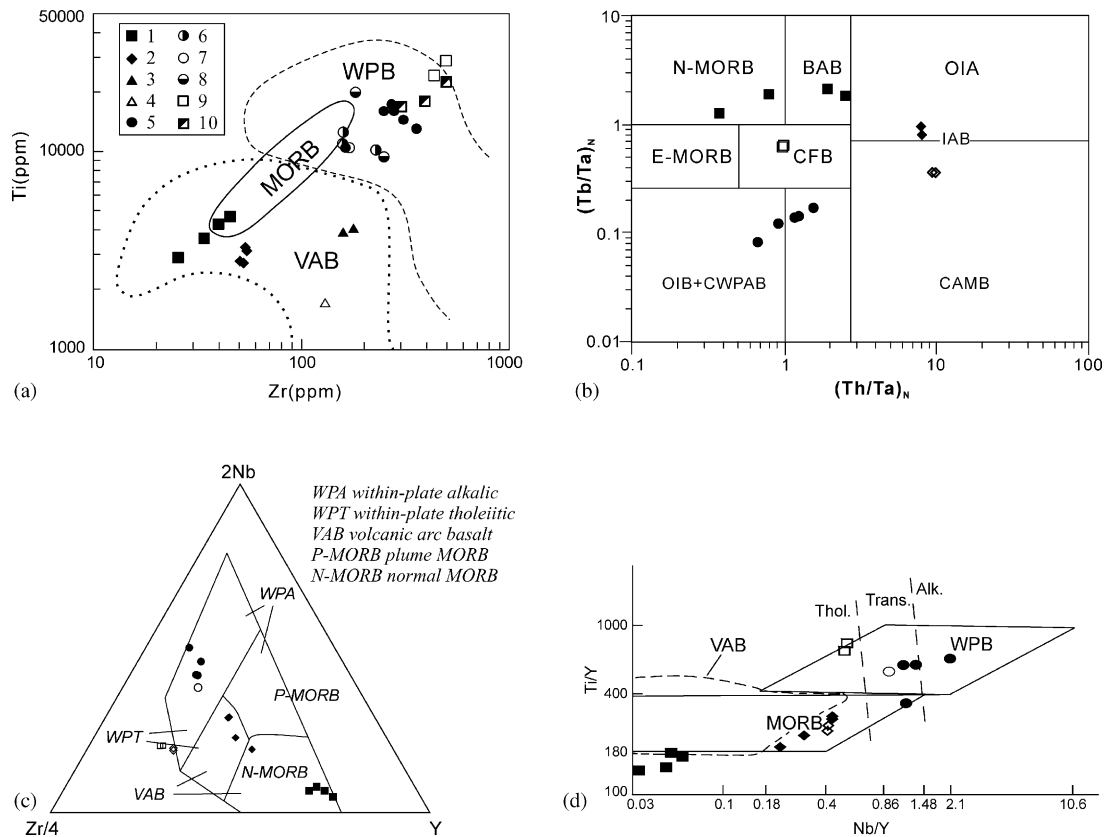 (a)
Ti(ppm)
50000
10000
1000
1 6
2 7
3 8
4 9
5 10
WPB
MORB
VAB
10 100 1000
Zr(ppm)
(b)
(Tb/Ta)N
10
1
0.1
0.01
N-MORB BAB OIA
E-MORB CFB IAB
OIB+CWPAB CAMB
0.1 1 10 100
(Th/Ta)N
(c)
2Nb
WPA within-plate alkalic
WPT within-plate tholeiitic
VAB volcanic arc basalt
P-MORB plume MORB
N-MORB normal MORB
WPA
P-MORB
WPT
N-MORB
VAB
Zr/4 Y
(d)
Ti/Y
1000
400
180
100
Thol. Trans. Alk.
VAB
WPB
MORB
0.03 0.1 0.18 0.4 0.86 1.48 2.1 10.6
Nb/Y